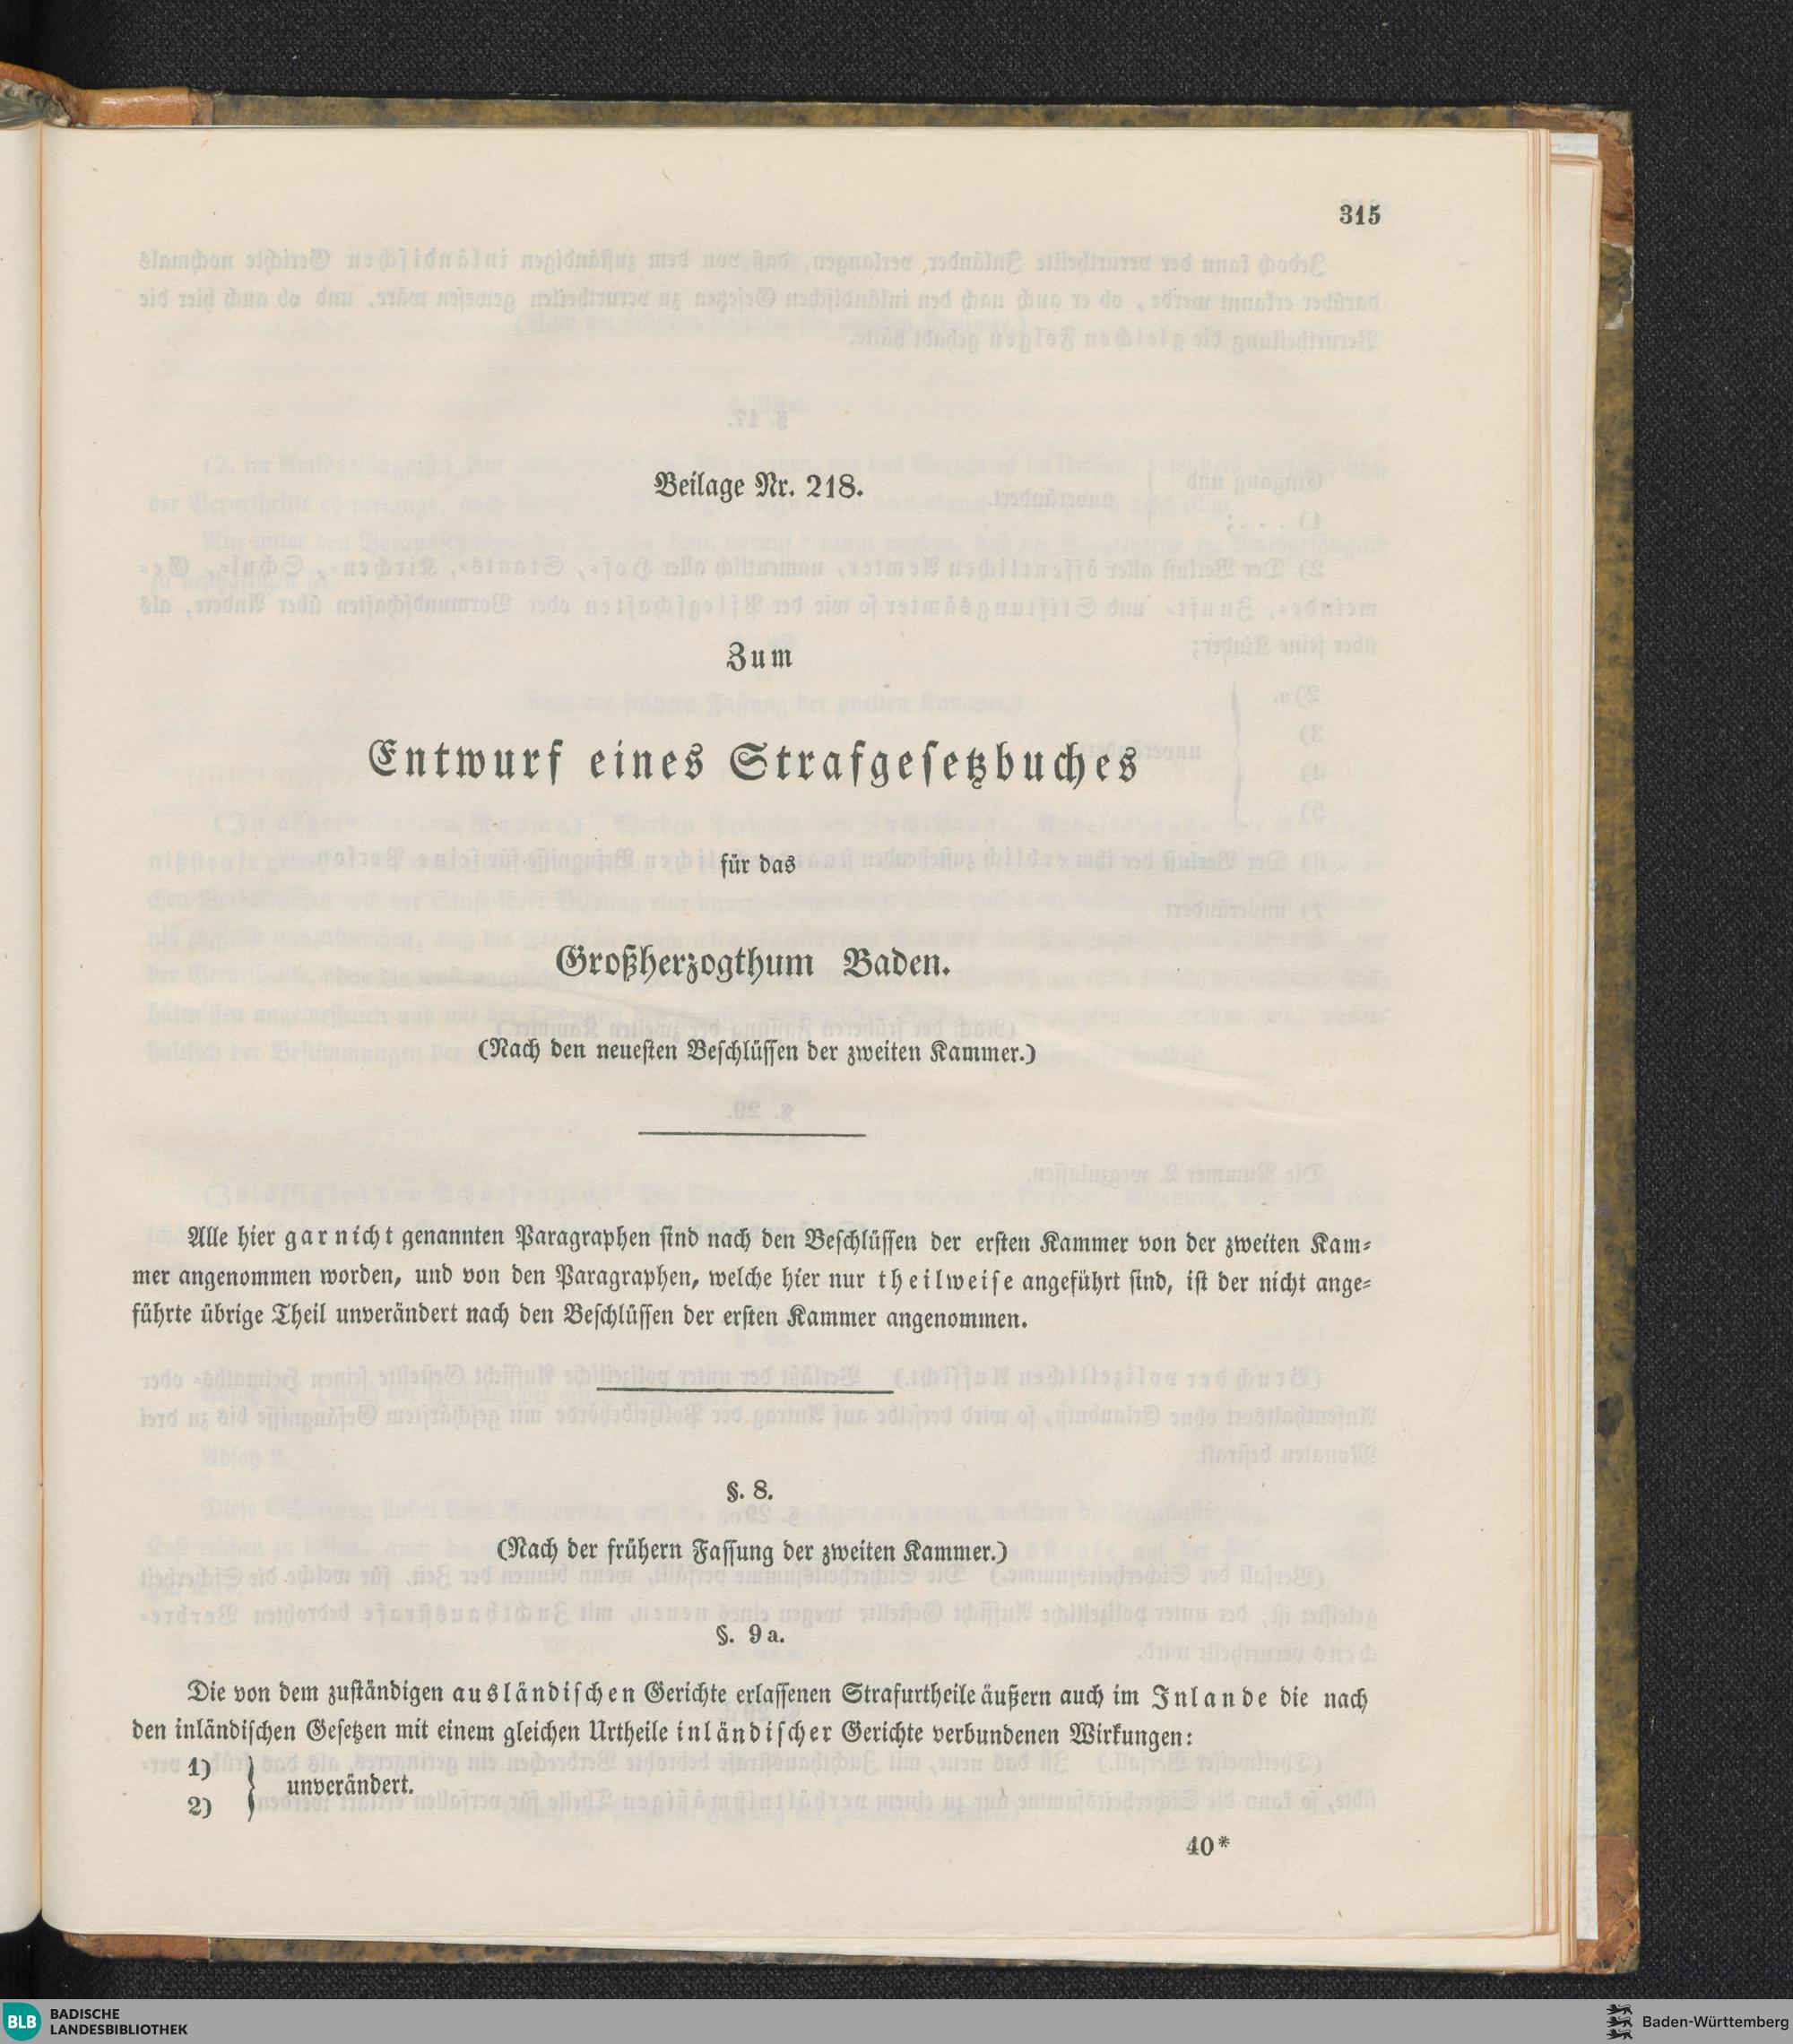 315
Beilage Nr. 218.
Zum
Entwurf eines Strafgesetzbuches
für das
Großherzogthum Baden.
(Nach den neuesten Beschlüssen der zweiten Kammer.)
Alle hier gar nicht genannten Paragraphen sind nach den Beschlüssen der ersten Kammer von der zweiten Kam-
mer angenommen worden, und von den Paragraphen, welche hier nur theilweise angeführt sind, ist der nicht ange-
führte übrige Theil unverändert nach den Beschlüssen der ersten Kammer angenommen.
§. 8.
(Nach der frühern Fassung der zweiten Kammer.)
§. 9a.
Die von dem zuständigen ausländischen Gerichte erlassenen Strafurtheile äußern auch im Inlande die nach
den inländischen Gesetzen mit einem gleichen Urtheile inländischer Gerichte verbundenen Wirkungen:
1)
2) } unverändert.
40*
BLB BADISCHE
LANDESBIBLIOTHEK
Baden-Württemberg